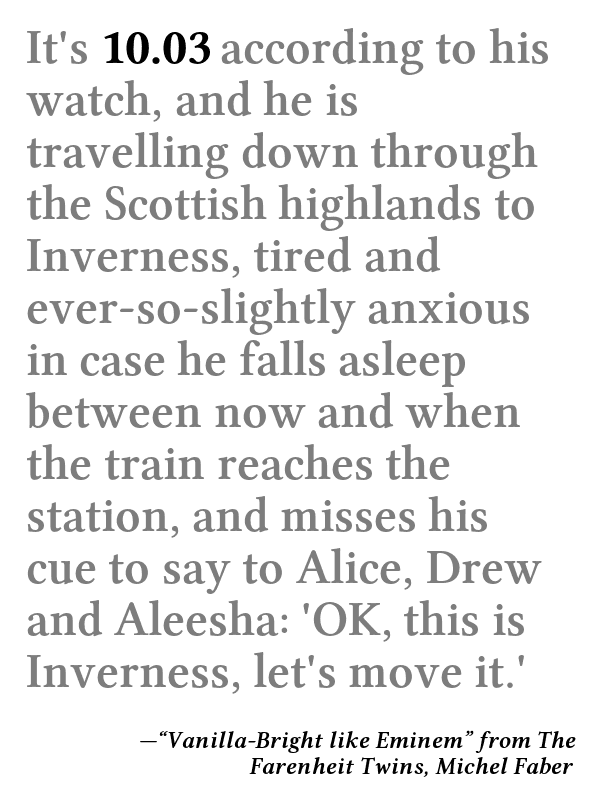 It's 10.03 according to his
watch, and he is
travelling down through
the Scottish highlands to
Inverness, tired and
ever-so-slightly anxious
in case he falls asleep
between now and when
the train reaches the
station, and misses his
cue to say to Alice, Drew
and Aleesha: 'OK, this is
Inverness, let's move it.'
—“Vanilla-Bright like Eminem” from The
Farenheit Twins, Michel Faber